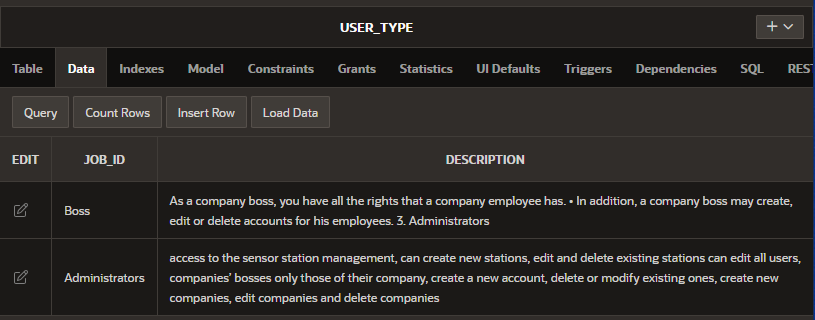 USER_TYPE
Table Data Indexes Model Constraints Grants Statistics UI Defaults Triggers Dependencies SQL REST
Query Count Rows Insert Row Load Data
EDIT JOB_ID DESCRIPTION
Boss
As a company boss, you have all the rights that a company employee has. • In addition, a company boss may create,
edit or delete accounts for his employees. 3. Administrators
Administrators
access to the sensor station management, can create new stations, edit and delete existing stations can edit all users,
companies' bosses only those of their company, create a new account, delete or modify existing ones, create new
companies, edit companies and delete companies